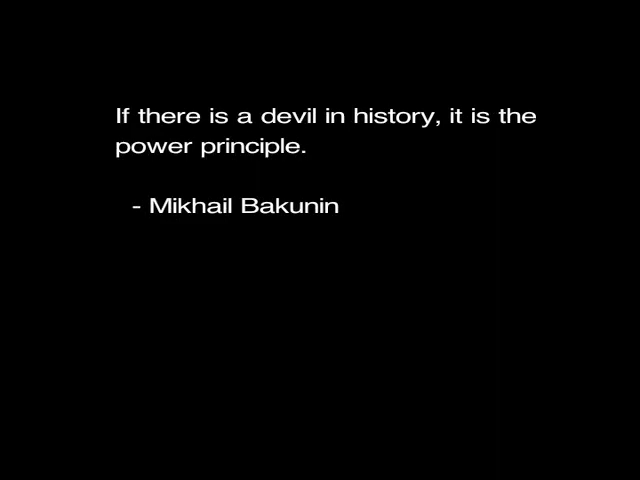 If there is a devil in history, it is the
power principle.
- Mikhail Bakunin